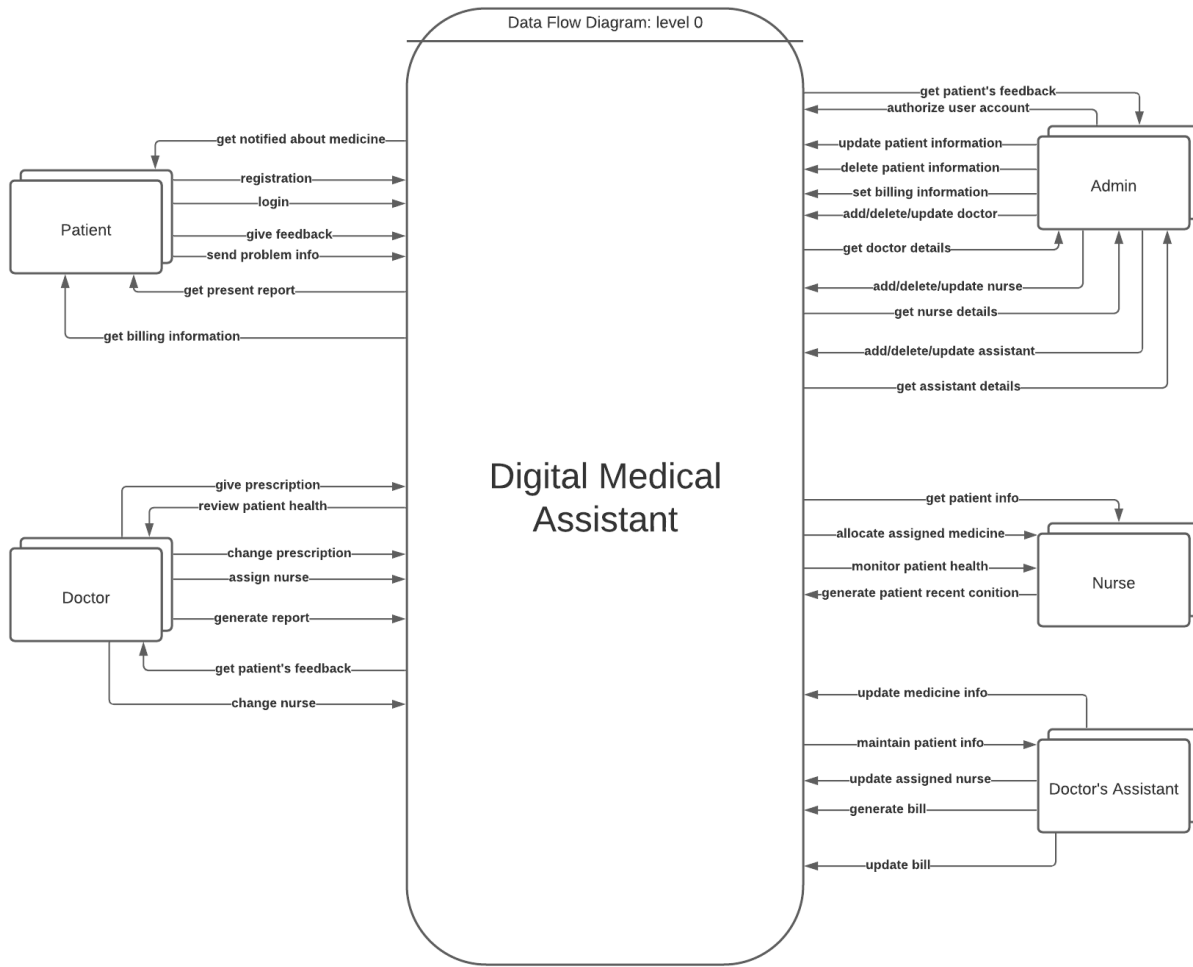 Data Flow Diagram: level 0
get notified about medicine
registration
login
give feedback
send problem info
get present report
get billing information
Patient
give prescription
review patient health
change prescription
assign nurse
generate report
get patient's feedback
change nurse
Doctor
Digital Medical
Assistant
get patient's feedback
authorize user account
update patient information
delete patient information
set billing information
add/delete/update doctor
get doctor details
add/delete/update nurse
get nurse details
add/delete/update assistant
get assistant details
Admin
get patient info
allocate assigned medicine
monitor patient health
generate patient recent conition
Nurse
update medicine info
maintain patient info
update assigned nurse
generate bill
update bill
Doctor's Assistant